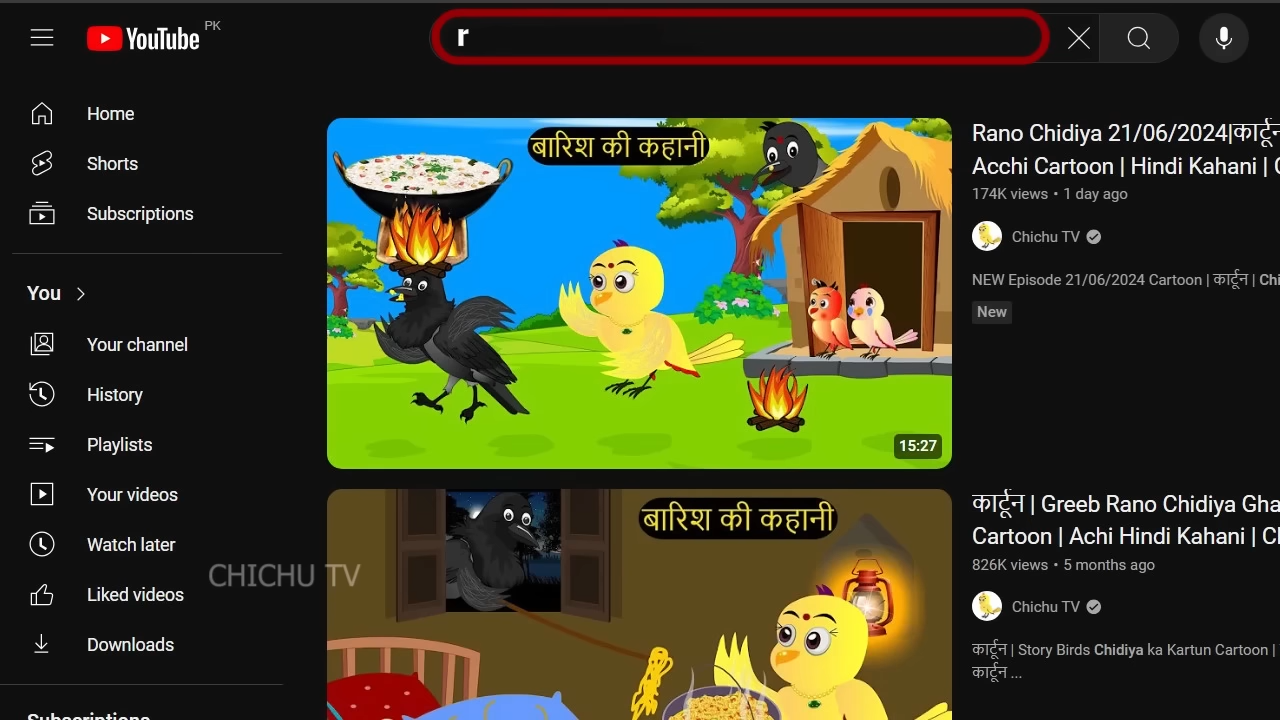 YouTube PK
r
Home
Shorts
Subscriptions
You
Your channel
History
Playlists
Your videos
Watch later
Liked videos
Downloads
CHICHU TV
बारिश की कहानी
15:27
Rano Chidiya 21/06/2024|कार्टू
Acchi Cartoon | Hindi Kahani |
174K views • 1 day ago
Chichu TV
NEW Episode 21/06/2024 Cartoon | कार्टून | Chi
New
बारिश की कहानी
कार्टून | Greeb Rano Chidiya Gha
Cartoon | Achi Hindi Kahani |
826K views • 5 months ago
Chichu TV
कार्टून | Story Birds Chidiya ka Kartun Cartoon |
कार्टून ...
Subscriptions